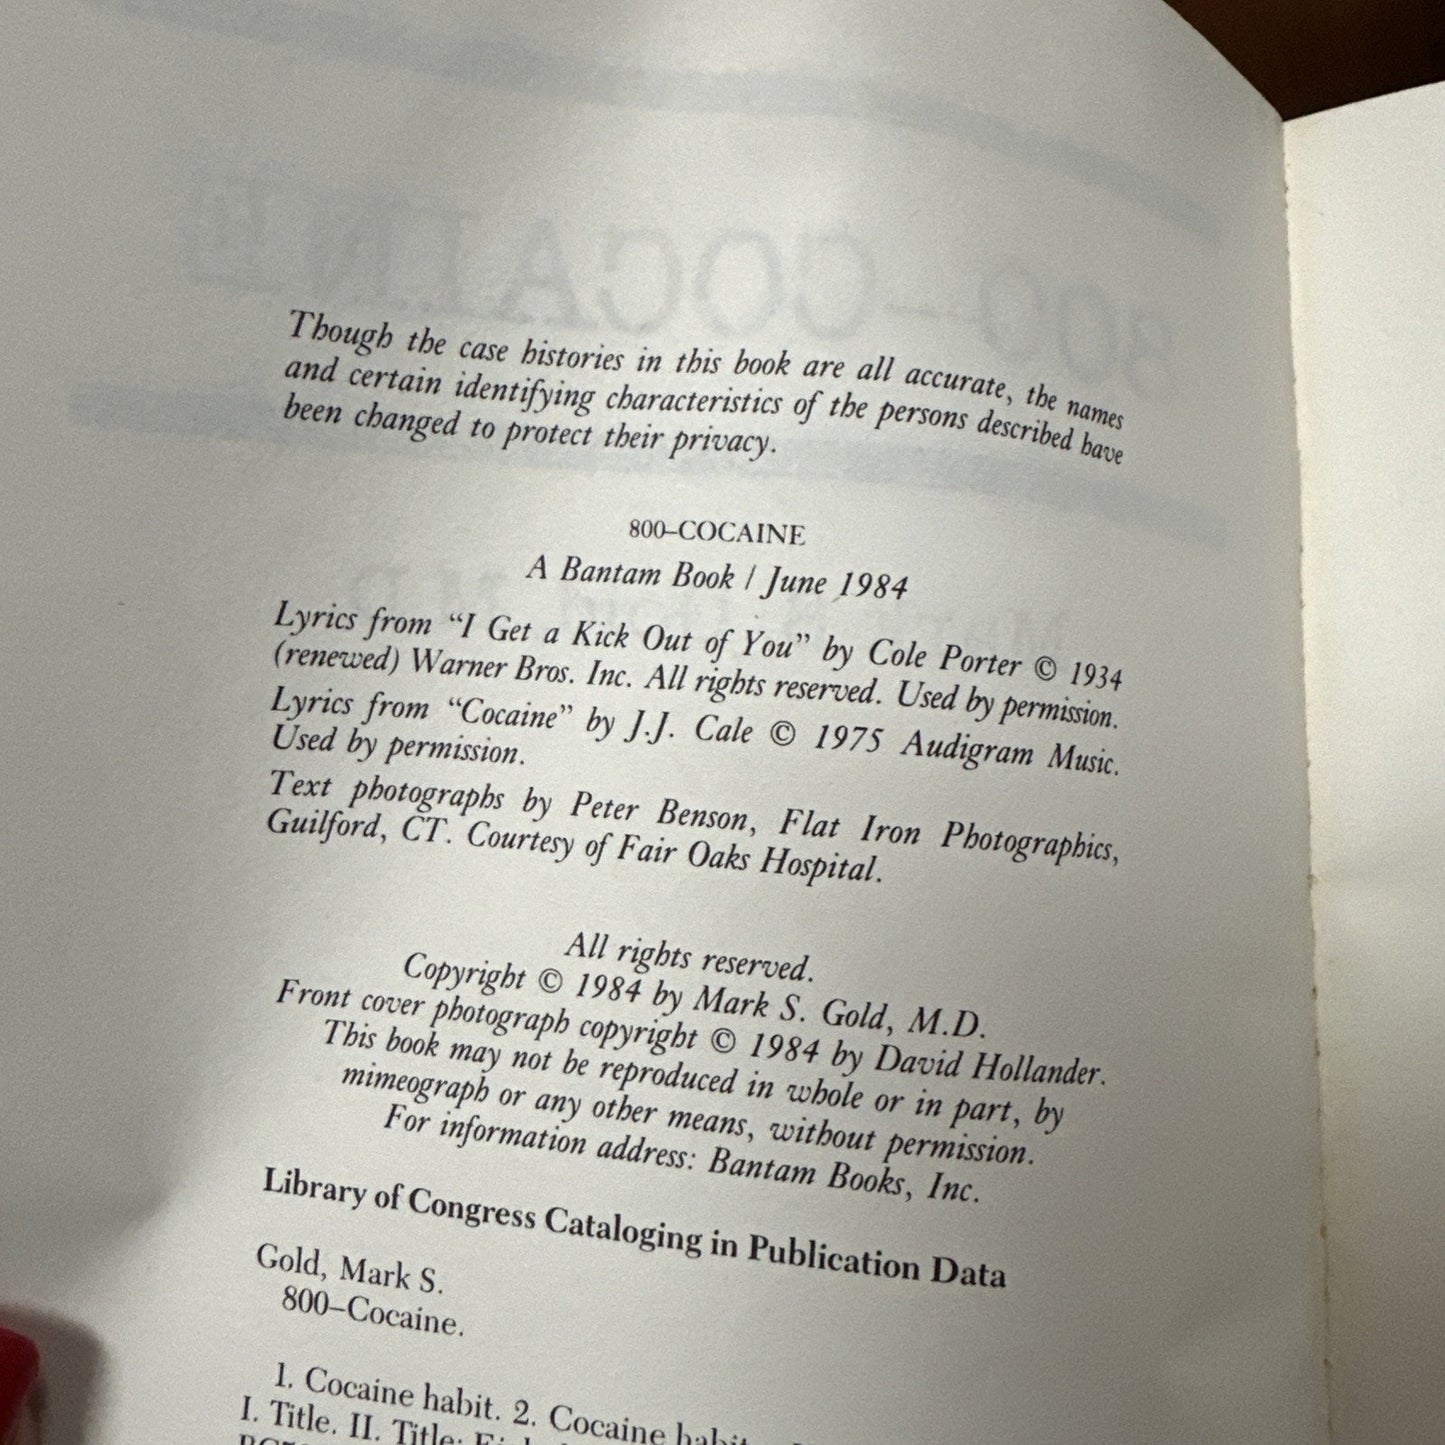 Though the case histories in this book are all accurate, the names
and certain identifying characteristics of the persons described have
been changed to protect their privacy.
800–COCAINE
A Bantam Book / June 1984
Lyrics from “I Get a Kick Out of You” by Cole Porter © 1934
(renewed) Warner Bros. Inc. All rights reserved. Used by permission.
Lyrics from “Cocaine” by J.J. Cale © 1975 Audigram Music.
Used by permission.
Text photographs by Peter Benson, Flat Iron Photographics,
Guilford, CT. Courtesy of Fair Oaks Hospital.
All rights reserved.
Copyright © 1984 by Mark S. Gold, M.D.
Front cover photograph copyright © 1984 by David Hollander.
This book may not be reproduced in whole or in part, by
mimeograph or any other means, without permission.
For information address: Bantam Books, Inc.
Library of Congress Cataloging in Publication Data
Gold, Mark S.
800–Cocaine.
1. Cocaine habit. 2. Cocaine
I. Title. II. Title: